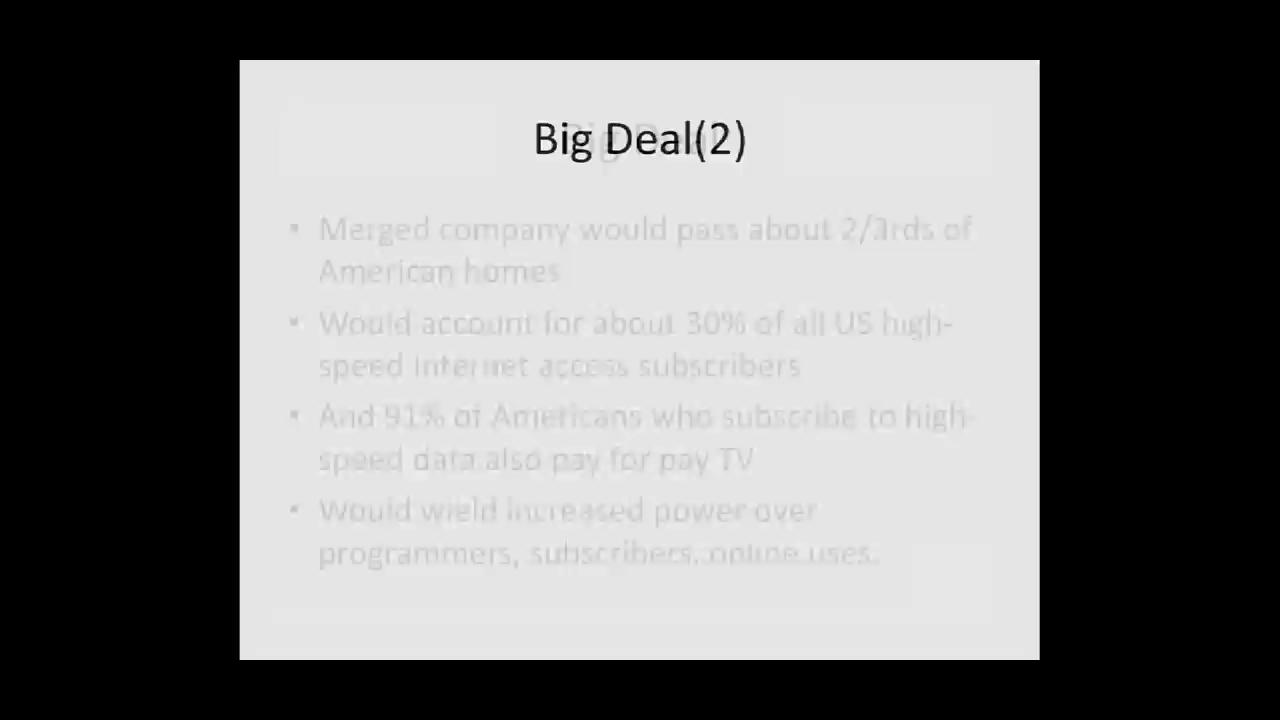 Big Deal(2)
Big Deal
• Merged company would pass about 2/3rds of
American homes
• Would account for about 30% of all US high-
speed Internet access subscribers
• And 91% of Americans who subscribe to high-
speed data also pay for pay TV
• Would wield increased power over
programmers, subscribers, online uses.